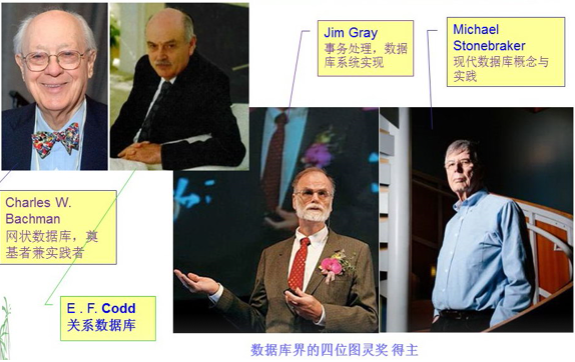 Jim Gray
事务处理，数据
库系统实现
Michael
Stonebraker
现代数据库概念与
实践
Charles W.
Bachman
网状数据库，奠
基者兼实践者
E . F. Codd
关系数据库
数据库界的四位图灵奖 得主